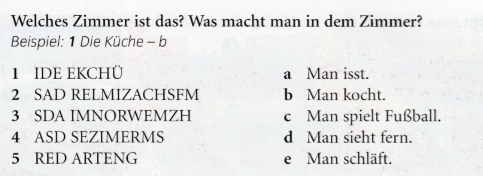 Welches Zimmer ist das? Was macht man in dem Zimmer?
Beispiel: 1 Die Küche – b
1 IDE EKCHÜ a Man isst.
2 SAD RELMIZACHSFM b Man kocht.
3 SDA IMNORWEMZH c Man spielt Fußball.
4 ASD SEZIMERMS d Man sieht fern.
5 RED ARTENG e Man schläft.